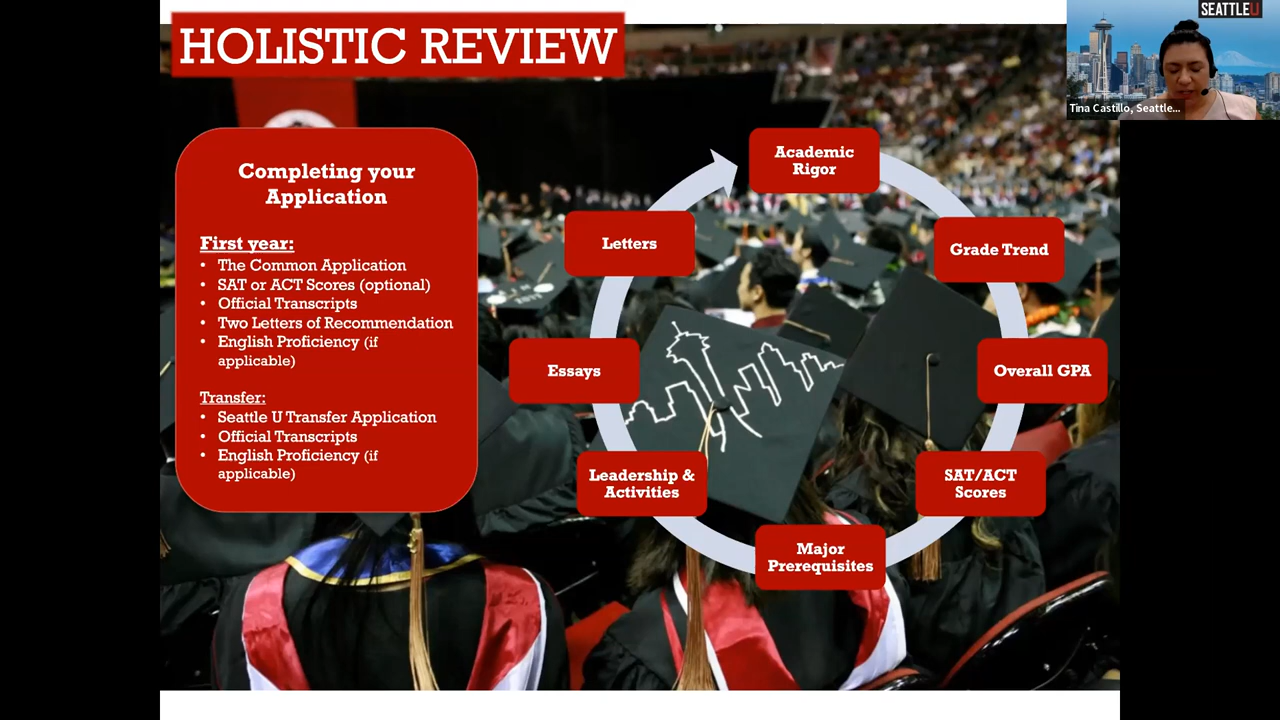 HOLISTIC REVIEW
SEATTLEU
Tina Castillo, Seattle...
Completing your
Application
First year:
• The Common Application
• SAT or ACT Scores (optional)
• Official Transcripts
• Two Letters of Recommendation
• English Proficiency (if
applicable)
Transfer:
• Seattle U Transfer Application
• Official Transcripts
• English Proficiency (if
applicable)
Academic
Rigor
Grade Trend
Overall GPA
SAT/ACT
Scores
Major
Prerequisites
Leadership &
Activities
Essays
Letters